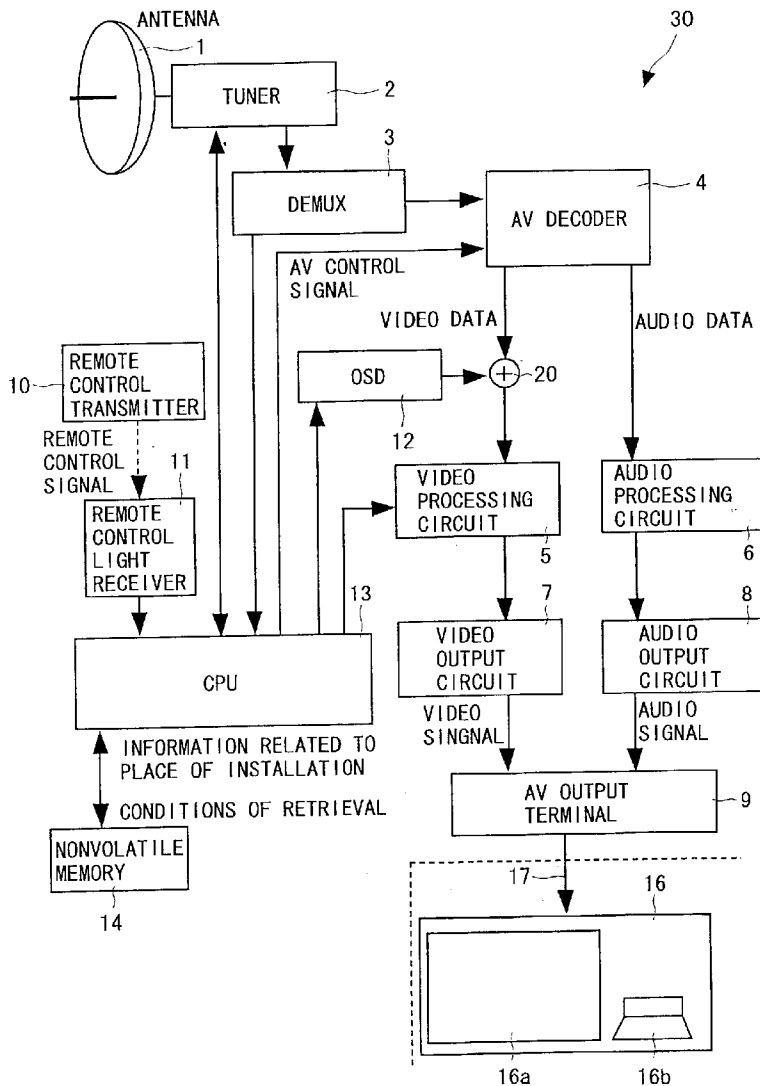 ANTENNA
1
30
TUNER
2
3
DEMUX
4
AV DECODER
AV CONTROL
SIGNAL
VIDEO DATA
AUDIO DATA
REMOTE
CONTROL
TRANSMITTER
10
OSD
12
20
REMOTE
CONTROL
SIGNAL
11
REMOTE
CONTROL
LIGHT
RECEIVER
VIDEO
PROCESSING
CIRCUIT
5
AUDIO
PROCESSING
CIRCUIT
6
13
CPU
7
VIDEO
OUTPUT
CIRCUIT
8
AUDIO
OUTPUT
CIRCUIT
VIDEO
SINGNAL
AUDIO
SIGNAL
INFORMATION RELATED TO
PLACE OF INSTALLATION
CONDITIONS OF RETRIEVAL
AV OUTPUT
TERMINAL
9
NONVOLATILE
MEMORY
14
17
16
16a
16b